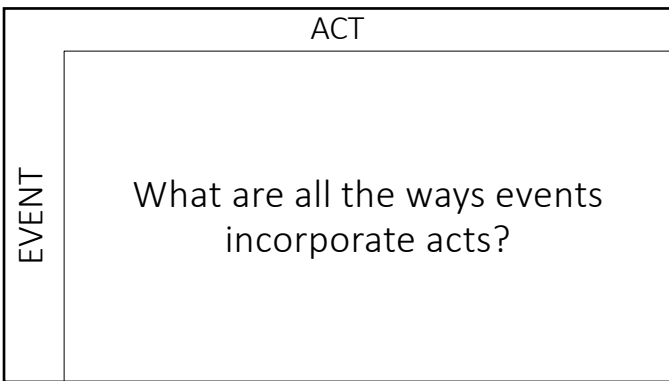 ACT
EVENT
What are all the ways events
incorporate acts?